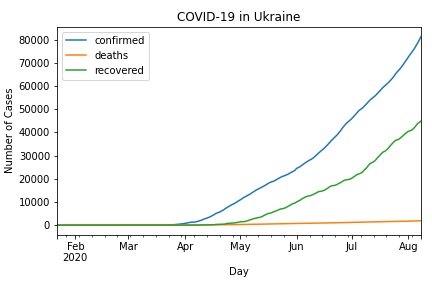 COVID-19 in Ukraine
confirmed
deaths
recovered
Number of Cases
80000
70000
60000
50000
40000
30000
20000
10000
0
Feb Mar Apr May Jun Jul Aug
2020
Day